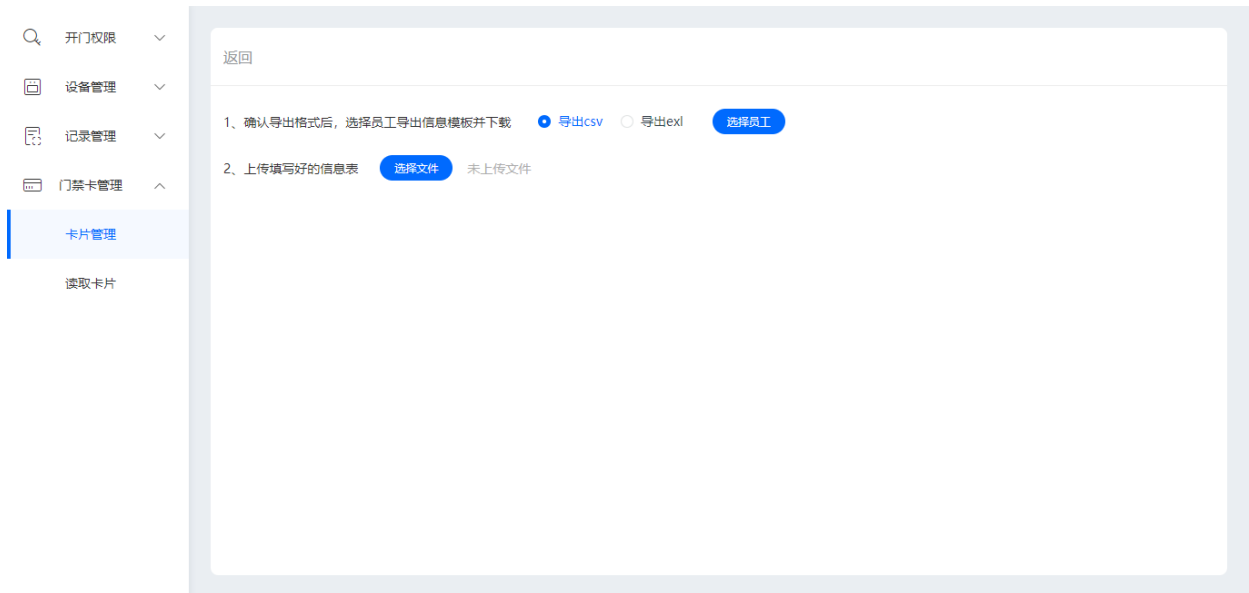 开门权限
设备管理
记录管理
门禁卡管理
卡片管理
读取卡片
返回
1、确认导出格式后，选择员工导出信息模板并下载 导出csv 导出exl 选择员工
2、上传填写好的信息表 选择文件 未上传文件